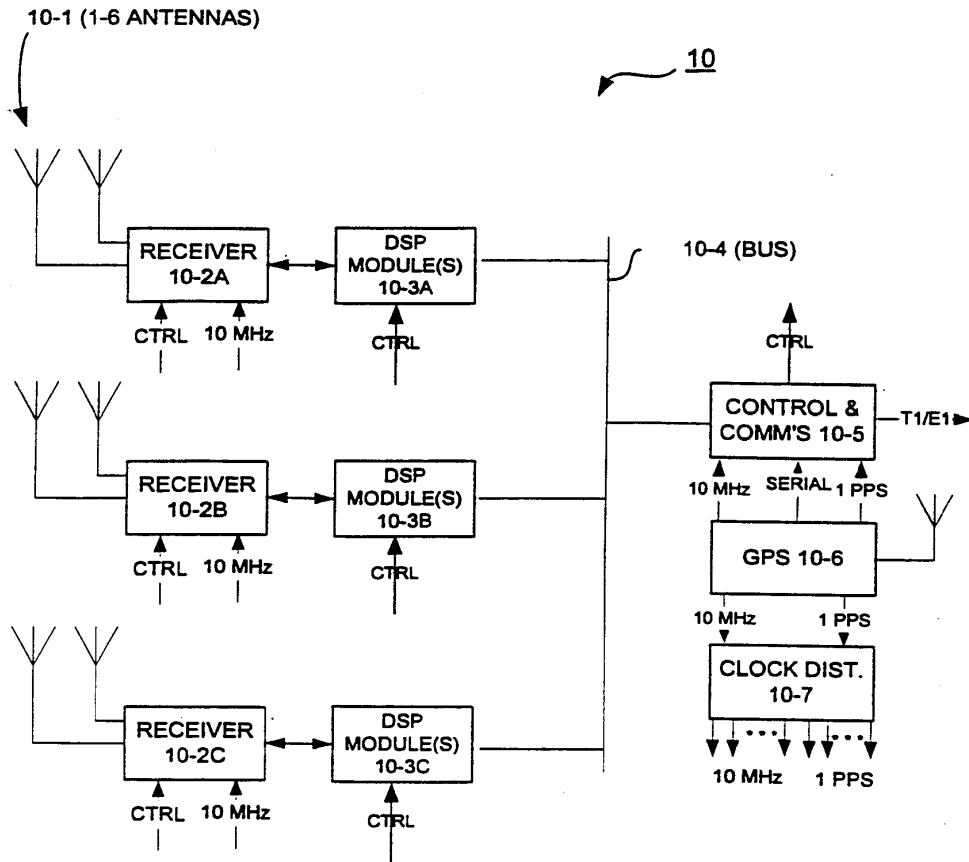 10-1 (1-6 ANTENNAS)
10
RECEIVER
10-2A
DSP
MODULE(S)
10-3A
10-4 (BUS)
CTRL
10 MHz
CTRL
CTRL
CONTROL &
COMM'S 10-5
T1/E1
RECEIVER
10-2B
DSP
MODULE(S)
10-3B
10 MHz
SERIAL
1 PPS
CTRL
10 MHz
CTRL
GPS 10-6
10 MHz
1 PPS
RECEIVER
10-2C
DSP
MODULE(S)
10-3C
CLOCK DIST.
10-7
CTRL
10 MHz
CTRL
10 MHz
1 PPS